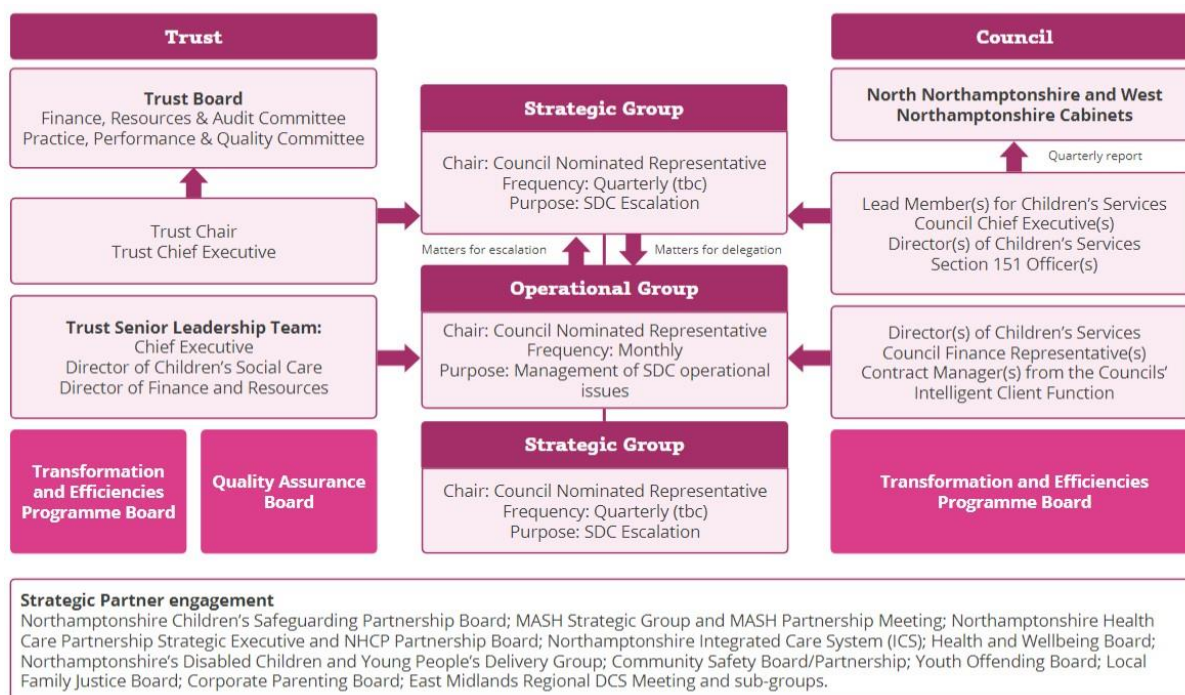 Trust
Trust Board
Finance, Resources & Audit Committee
Practice, Performance & Quality Committee
Trust Chair
Trust Chief Executive
Trust Senior Leadership Team:
Chief Executive
Director of Children's Social Care
Director of Finance and Resources
Transformation
and Efficiencies
Programme Board
Quality Assurance
Board
Strategic Group
Chair: Council Nominated Representative
Frequency: Quarterly (tbc)
Purpose: SDC Escalation
Matters for escalation
Matters for delegation
Operational Group
Chair: Council Nominated Representative
Frequency: Monthly
Purpose: Management of SDC operational
issues
Strategic Group
Chair: Council Nominated Representative
Frequency: Quarterly (tbc)
Purpose: SDC Escalation
Council
North Northamptonshire and West
Northamptonshire Cabinets
Quarterly report
Lead Member(s) for Children's Services
Council Chief Executive(s)
Director(s) of Children's Services
Section 151 Officer(s)
Director(s) of Children's Services
Council Finance Representative(s)
Contract Manager(s) from the Councils'
Intelligent Client Function
Transformation and Efficiencies
Programme Board
Strategic Partner engagement
Northamptonshire Children's Safeguarding Partnership Board; MASH Strategic Group and MASH Partnership Meeting; Northamptonshire Health
Care Partnership Strategic Executive and NHCP Partnership Board; Northamptonshire Integrated Care System (ICS); Health and Wellbeing Board;
Northamptonshire's Disabled Children and Young People's Delivery Group; Community Safety Board/Partnership; Youth Offending Board; Local
Family Justice Board; Corporate Parenting Board; East Midlands Regional DCS Meeting and sub-groups.